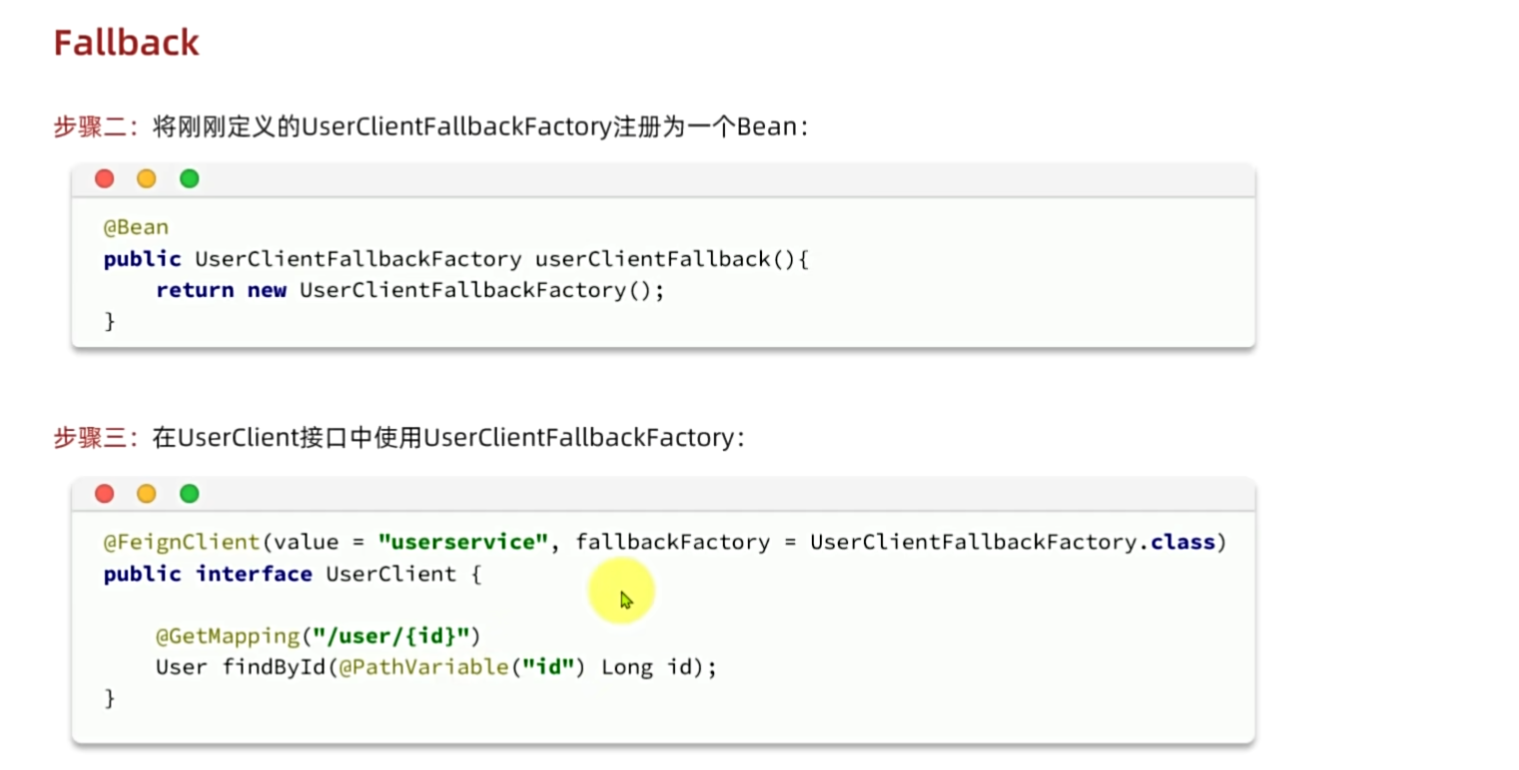 Fallback
步骤二：将刚刚定义的UserClientFallbackFactory注册为一个Bean：
@Bean
public UserClientFallbackFactory userClientFallback(){
    return new UserClientFallbackFactory();
}
步骤三：在UserClient接口中使用UserClientFallbackFactory：
@FeignClient(value = "userservice", fallbackFactory = UserClientFallbackFactory.class)
public interface UserClient {
    @GetMapping("/user/{id}")
    User findById(@PathVariable("id") Long id);
}